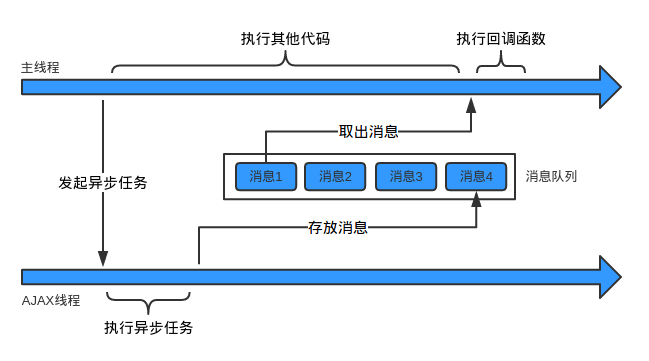 执行其他代码
执行回调函数
主线程
取出消息
消息1
消息2
消息3
消息4
消息队列
发起异步任务
存放消息
AJAX线程
执行异步任务